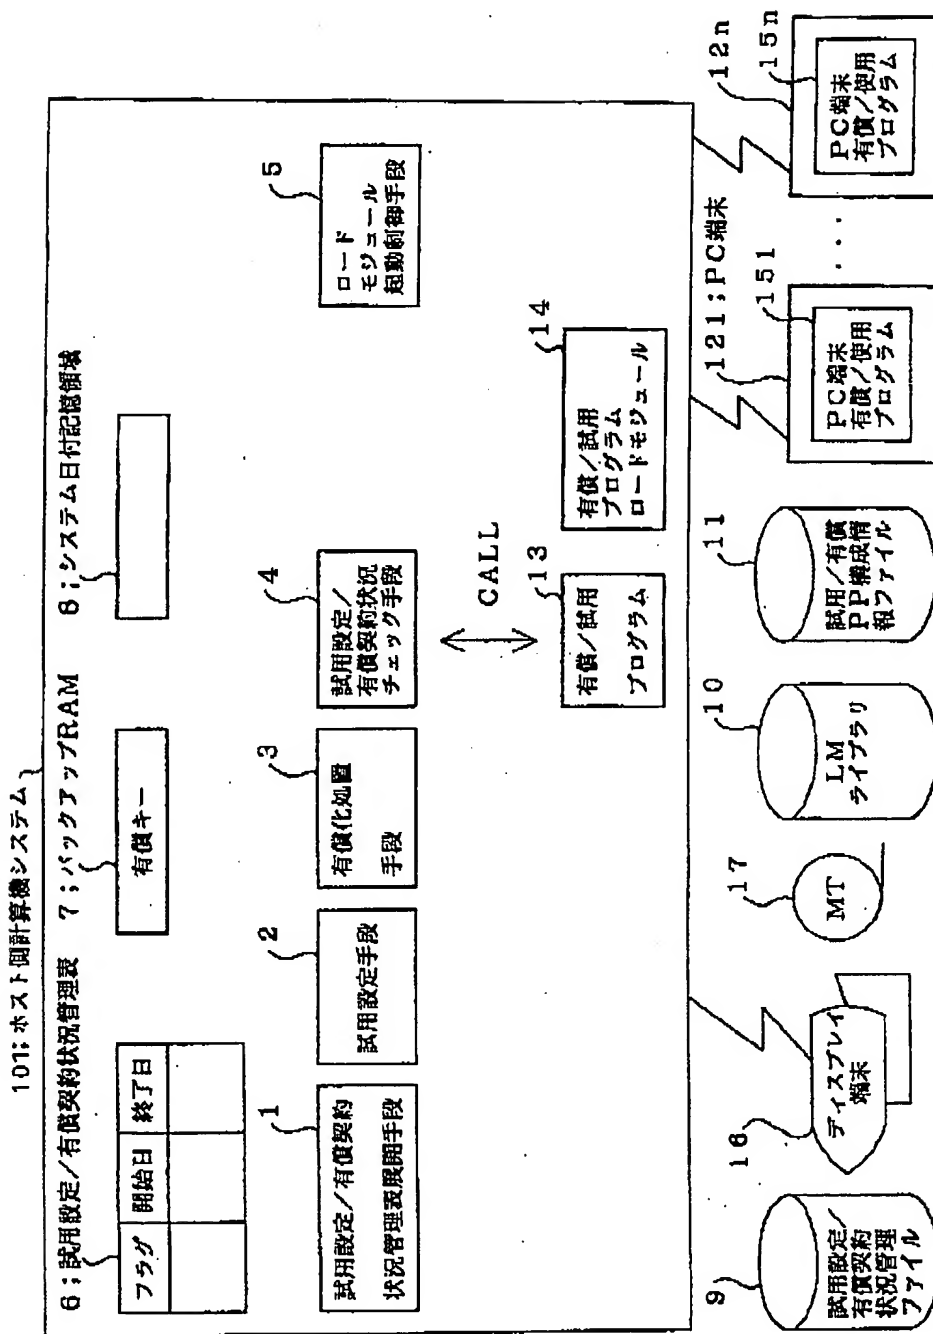 101;ホスト側計算機システム
6;試用設定/有償契約状況管理表
7;バックアップRAM
8;システム日付記憶領域
フラグ
開始日
終了日
有償キー
1
試用設定/有償契約
状況管理表展開手段
2
試用設定手段
3
有償化処置
手段
4
試用設定/
有償契約状況
チェック手段
5
ロード
モジュール
起動制御手段
CALL
13
有償/試用
プログラム
14
有償/試用
プログラム
ロードモジュール
9
試用設定/
有償契約
状況管理
ファイル
16
ディスプレイ
端末
17
MT
10
LM
ライブラリ
11
試用/有償
PP構成情
報ファイル
121;PC端末
151
PC端末
有償/使用
プログラム
・・・
12n
15n
PC端末
有償/使用
プログラム